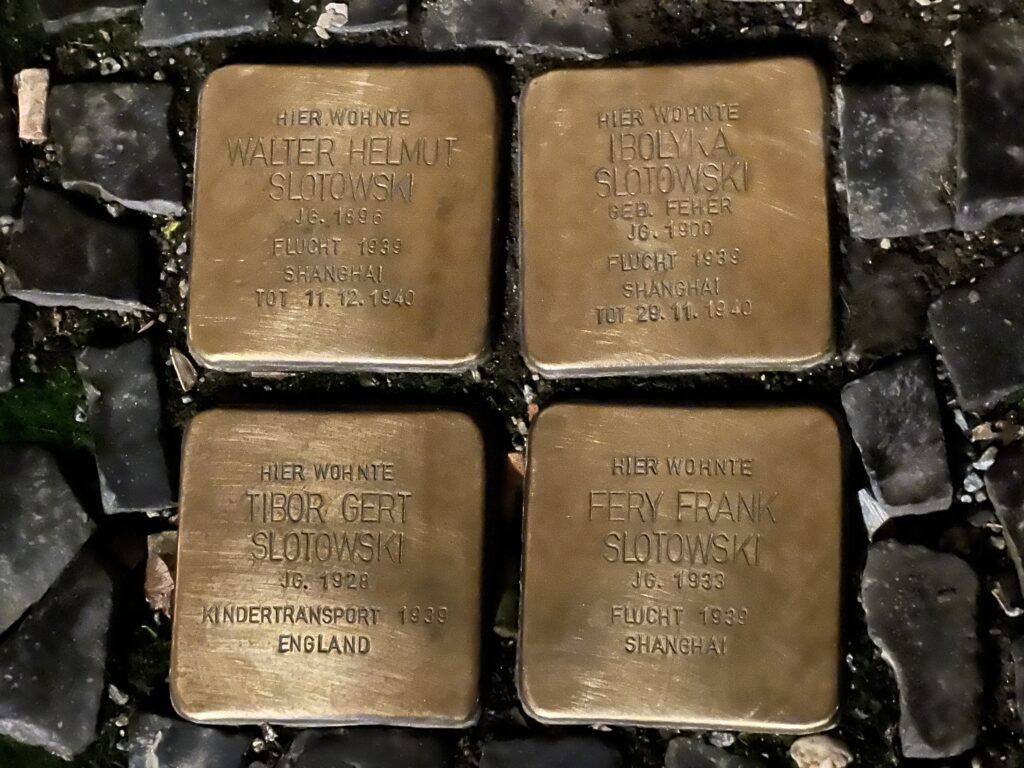 HIER WOHNTE
WALTER HELMUT
SLOTOWSKI
JG. 1896
FLUCHT 1939
SHANGHAI
TOT 11.12.1940
HIER WOHNTE
IBOLYKA
SLOTOWSKI
GEB. FEHÉR
JG. 1900
FLUCHT 1939
SHANGHAI
TOT 29.11.1940
HIER WOHNTE
TIBOR GERT
SLOTOWSKI
JG. 1928
KINDERTRANSPORT 1939
ENGLAND
HIER WOHNTE
FERY FRANK
SLOTOWSKI
JG. 1933
FLUCHT 1939
SHANGHAI